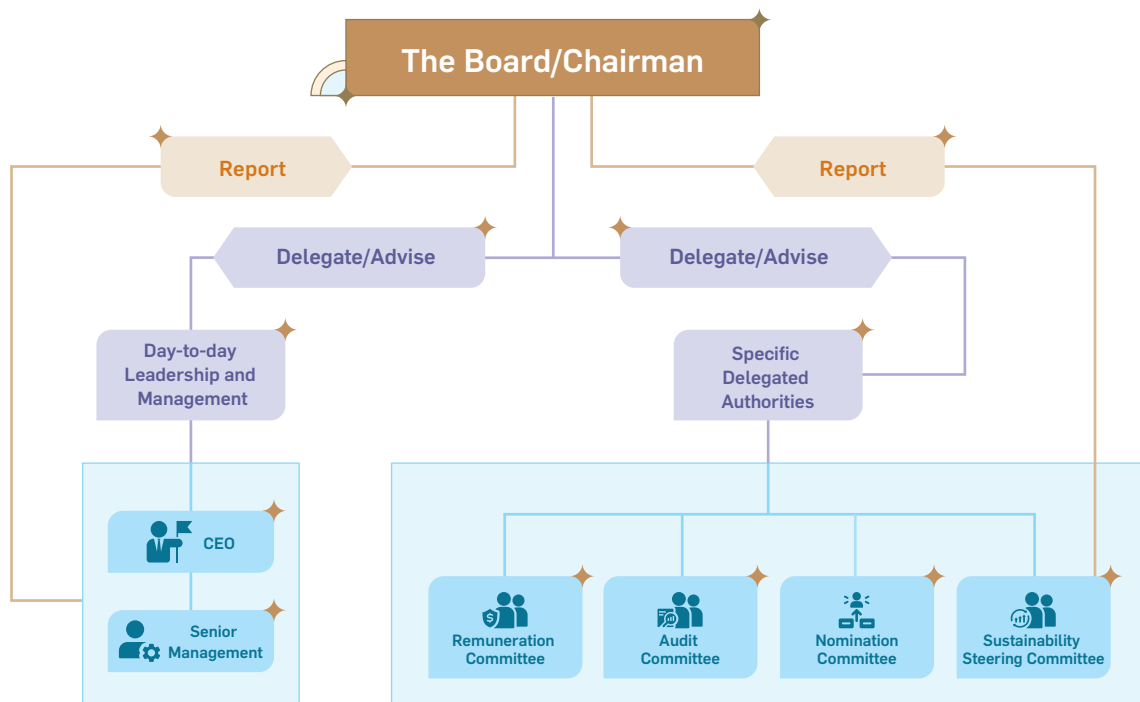 The Board/Chairman
Report
Report
Delegate/Advise
Delegate/Advise
Day-to-day
Leadership and
Management
Specific
Delegated
Authorities
CEO
Senior
Management
Remuneration
Committee
Audit
Committee
Nomination
Committee
Sustainability
Steering Committee